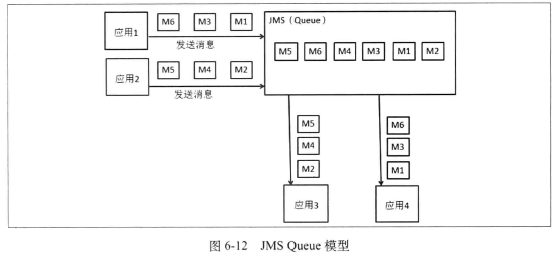 应用1
M6 M3 M1
发送消息
应用2
M5 M4 M2
发送消息
JMS（Queue）
M5 M6 M4 M3 M1 M2
M5
M4
M2
应用3
M6
M3
M1
应用4
图 6-12 JMS Queue 模型